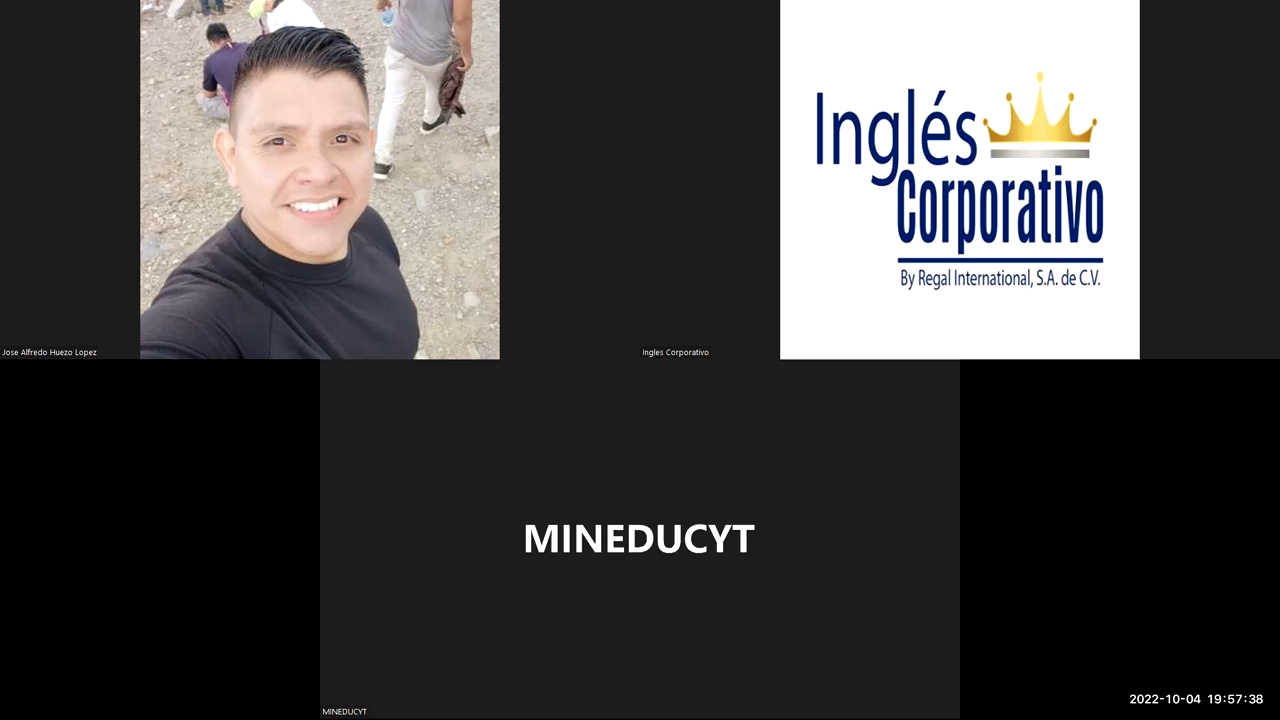 Inglés
Corporativo
By Regal International, S.A. de C.V.
Jose Alfredo Huezo Lopez
Ingles Corporativo
MINEDUCYT
MINEDUCYT
2022-10-04 19:57:38